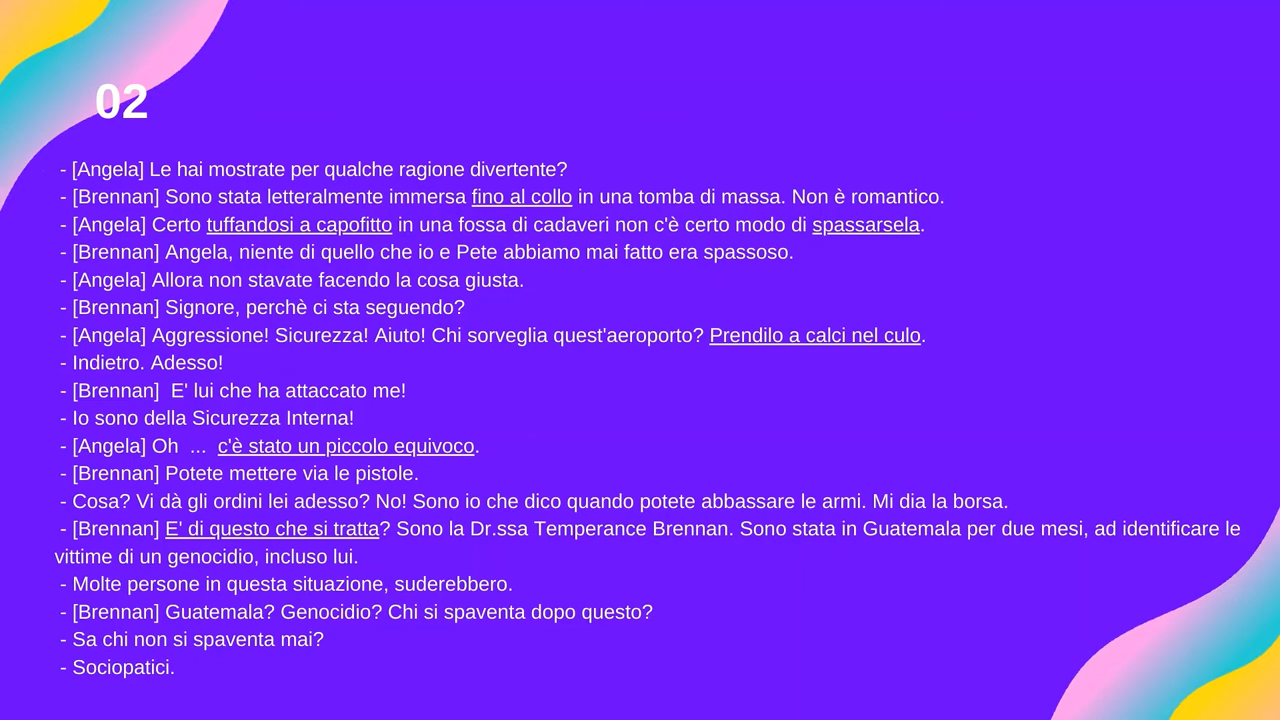 02
- [Angela] Le hai mostrate per qualche ragione divertente?
- [Brennan] Sono stata letteralmente immersa fino al collo in una tomba di massa. Non è romantico.
- [Angela] Certo tuffandosi a capofitto in una fossa di cadaveri non c'è certo modo di spassarsela.
- [Brennan] Angela, niente di quello che io e Pete abbiamo mai fatto era spassoso.
- [Angela] Allora non stavate facendo la cosa giusta.
- [Brennan] Signore, perchè ci sta seguendo?
- [Angela] Aggressione! Sicurezza! Aiuto! Chi sorveglia quest'aeroporto? Prendilo a calci nel culo.
- Indietro. Adesso!
- [Brennan]  E' lui che ha attaccato me!
- Io sono della Sicurezza Interna!
- [Angela] Oh  ...  c'è stato un piccolo equivoco.
- [Brennan] Potete mettere via le pistole.
- Cosa? Vi dà gli ordini lei adesso? No! Sono io che dico quando potete abbassare le armi. Mi dia la borsa.
- [Brennan] E' di questo che si tratta? Sono la Dr.ssa Temperance Brennan. Sono stata in Guatemala per due mesi, ad identificare le
vittime di un genocidio, incluso lui.
- Molte persone in questa situazione, suderebbero.
- [Brennan] Guatemala? Genocidio? Chi si spaventa dopo questo?
- Sa chi non si spaventa mai?
- Sociopatici.